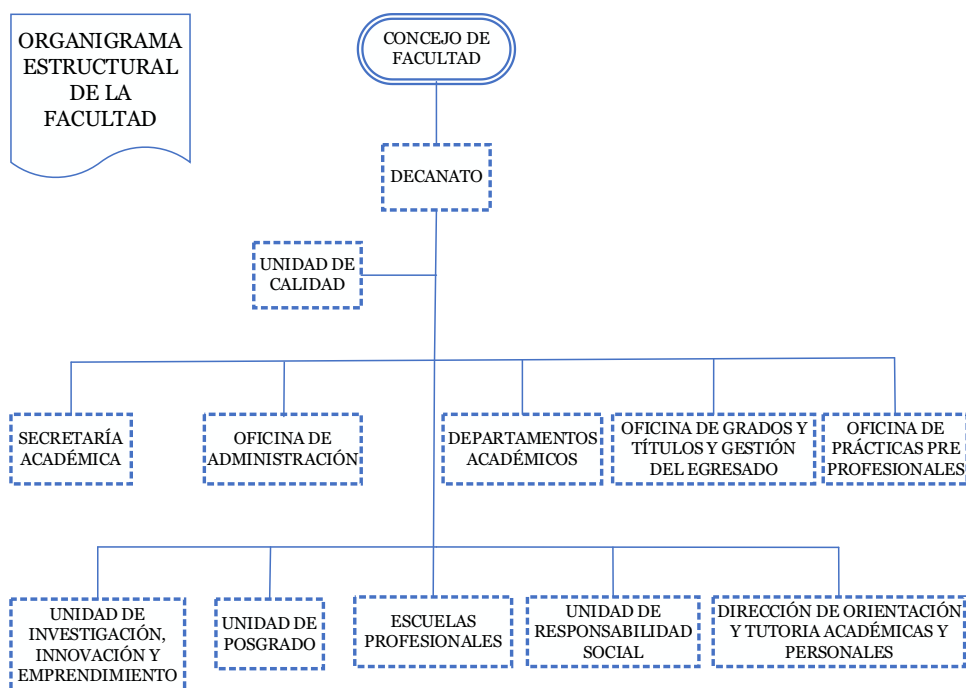 ORGANIGRAMA
ESTRUCTURAL
DE LA
FACULTAD
CONCEJO DE
FACULTAD
DECANATO
UNIDAD DE
CALIDAD
SECRETARÍA
ACADÉMICA
OFICINA DE
ADMINISTRACIÓN
DEPARTAMENTOS
ACADÉMICOS
OFICINA DE GRADOS Y
TÍTULOS Y GESTIÓN
DEL EGRESADO
OFICINA DE
PRÁCTICAS PRE
PROFESIONALES
UNIDAD DE
INVESTIGACIÓN,
INNOVACIÓN Y
EMPRENDIMIENTO
UNIDAD DE
POSGRADO
ESCUELAS
PROFESIONALES
UNIDAD DE
RESPONSABILIDAD
SOCIAL
DIRECCIÓN DE ORIENTACIÓN
Y TUTORIA ACADÉMICAS Y
PERSONALES